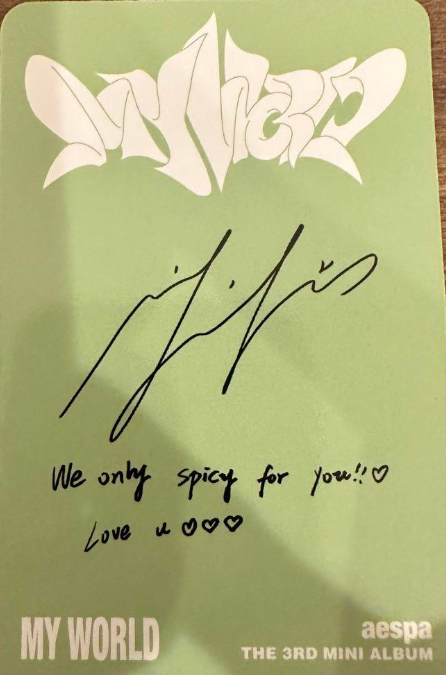 MY WORLD
We only spicy for you!!♡
Love u ♡♡♡
MY WORLD
aespa
THE 3RD MINI ALBUM